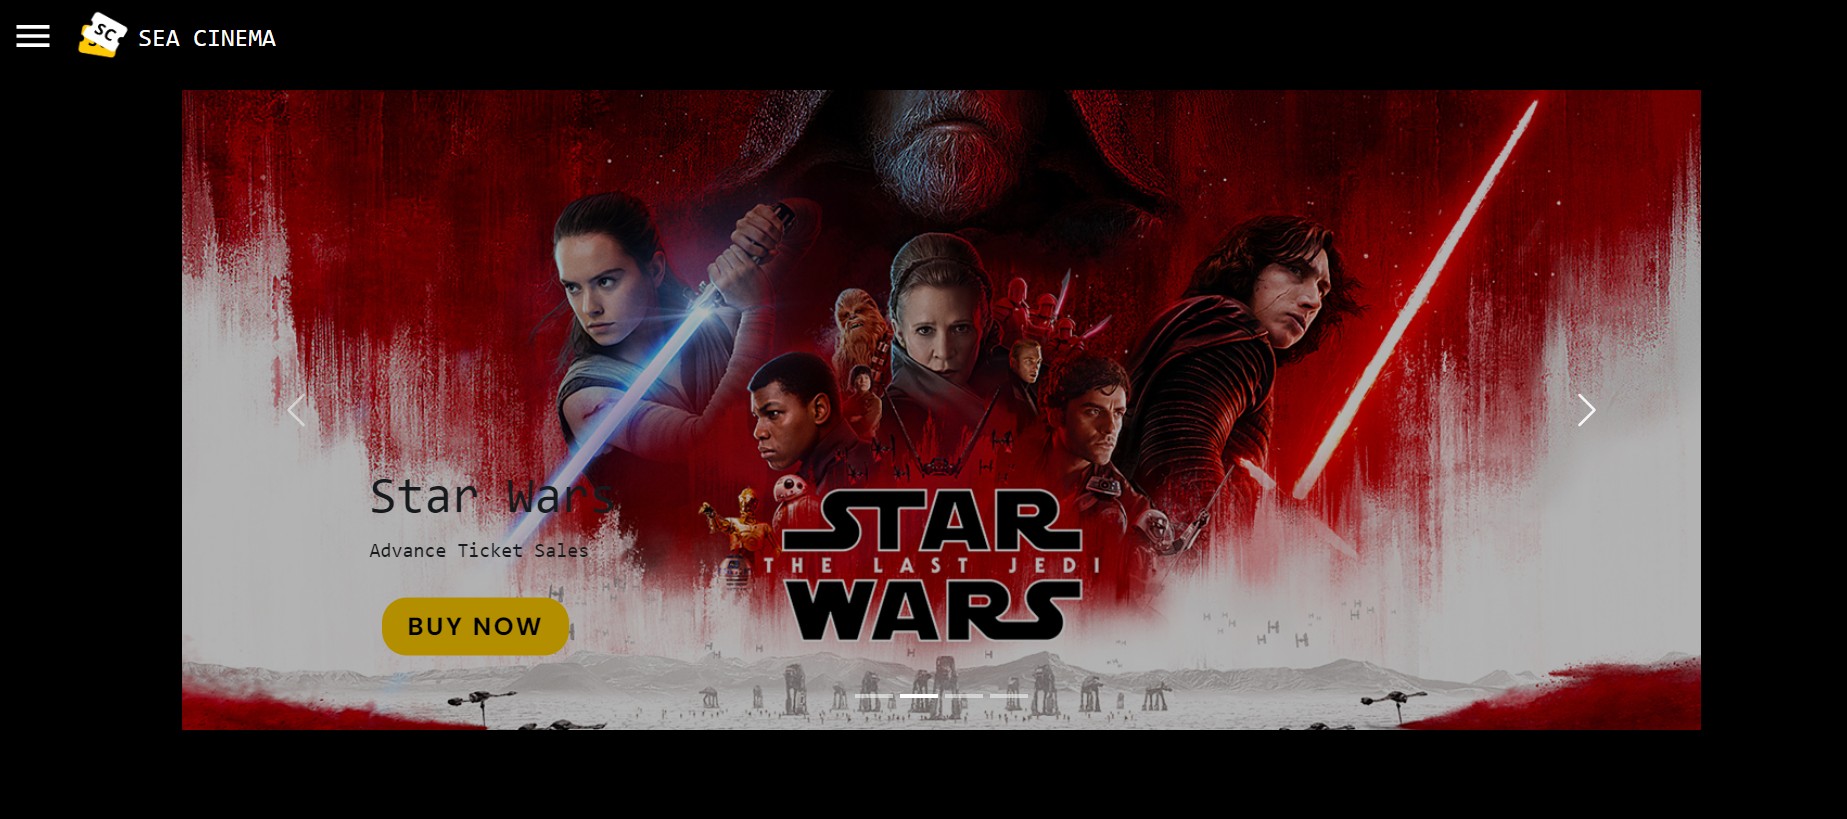 SC
SEA CINEMA
Star Wars
Advance Ticket Sales
BUY NOW
STAR
THE LAST JEDI
WARS